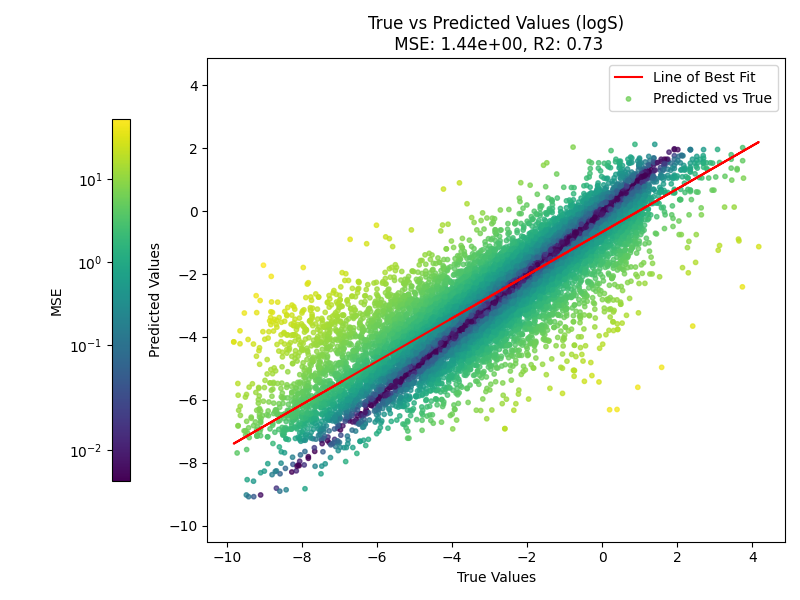 True vs Predicted Values (logS)
MSE: 1.44e+00, R2: 0.73
Line of Best Fit
Predicted vs True
MSE
10¹
10⁰
10⁻¹
10⁻²
Predicted Values
4
2
0
−2
−4
−6
−8
−10
−10 −8 −6 −4 −2 0 2 4
True Values